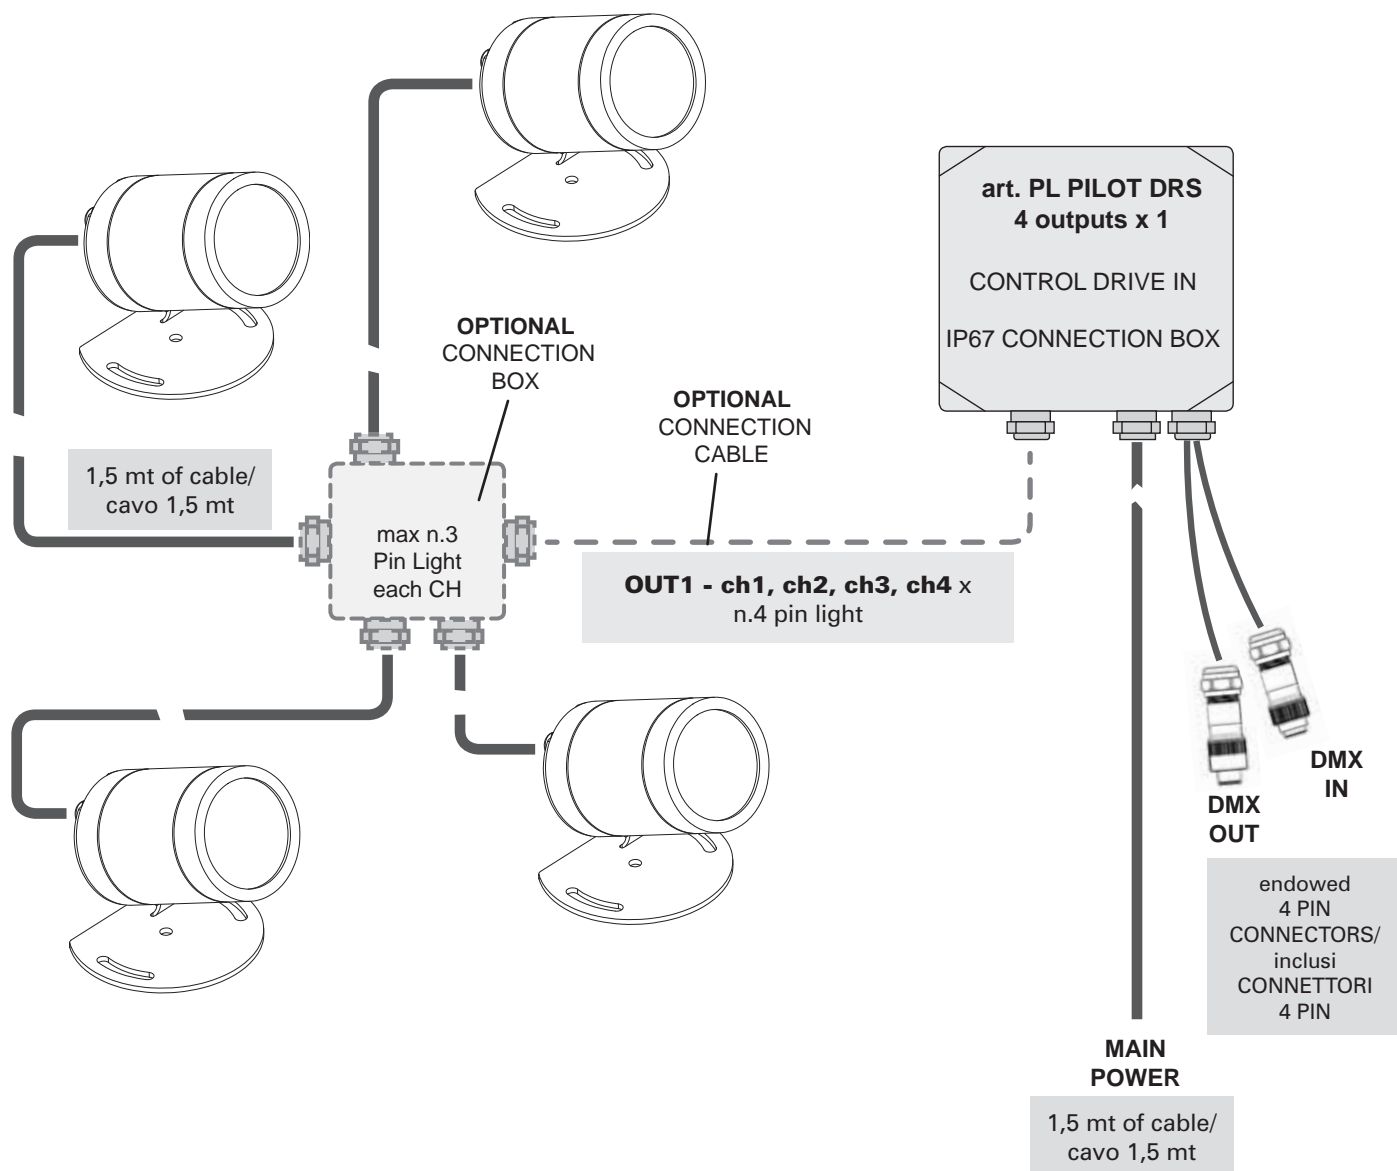 art. PL PILOT DRS
4 outputs x 1
CONTROL DRIVE IN
IP67 CONNECTION BOX
OPTIONAL
CONNECTION
BOX
OPTIONAL
CONNECTION
CABLE
1,5 mt of cable/
cavo 1,5 mt
max n.3
Pin Light
each CH
OUT1 - ch1, ch2, ch3, ch4 x
n.4 pin light
DMX
IN
DMX
OUT
endowed
4 PIN
CONNECTORS/
inclusi
CONNETTORI
4 PIN
MAIN
POWER
1,5 mt of cable/
cavo 1,5 mt